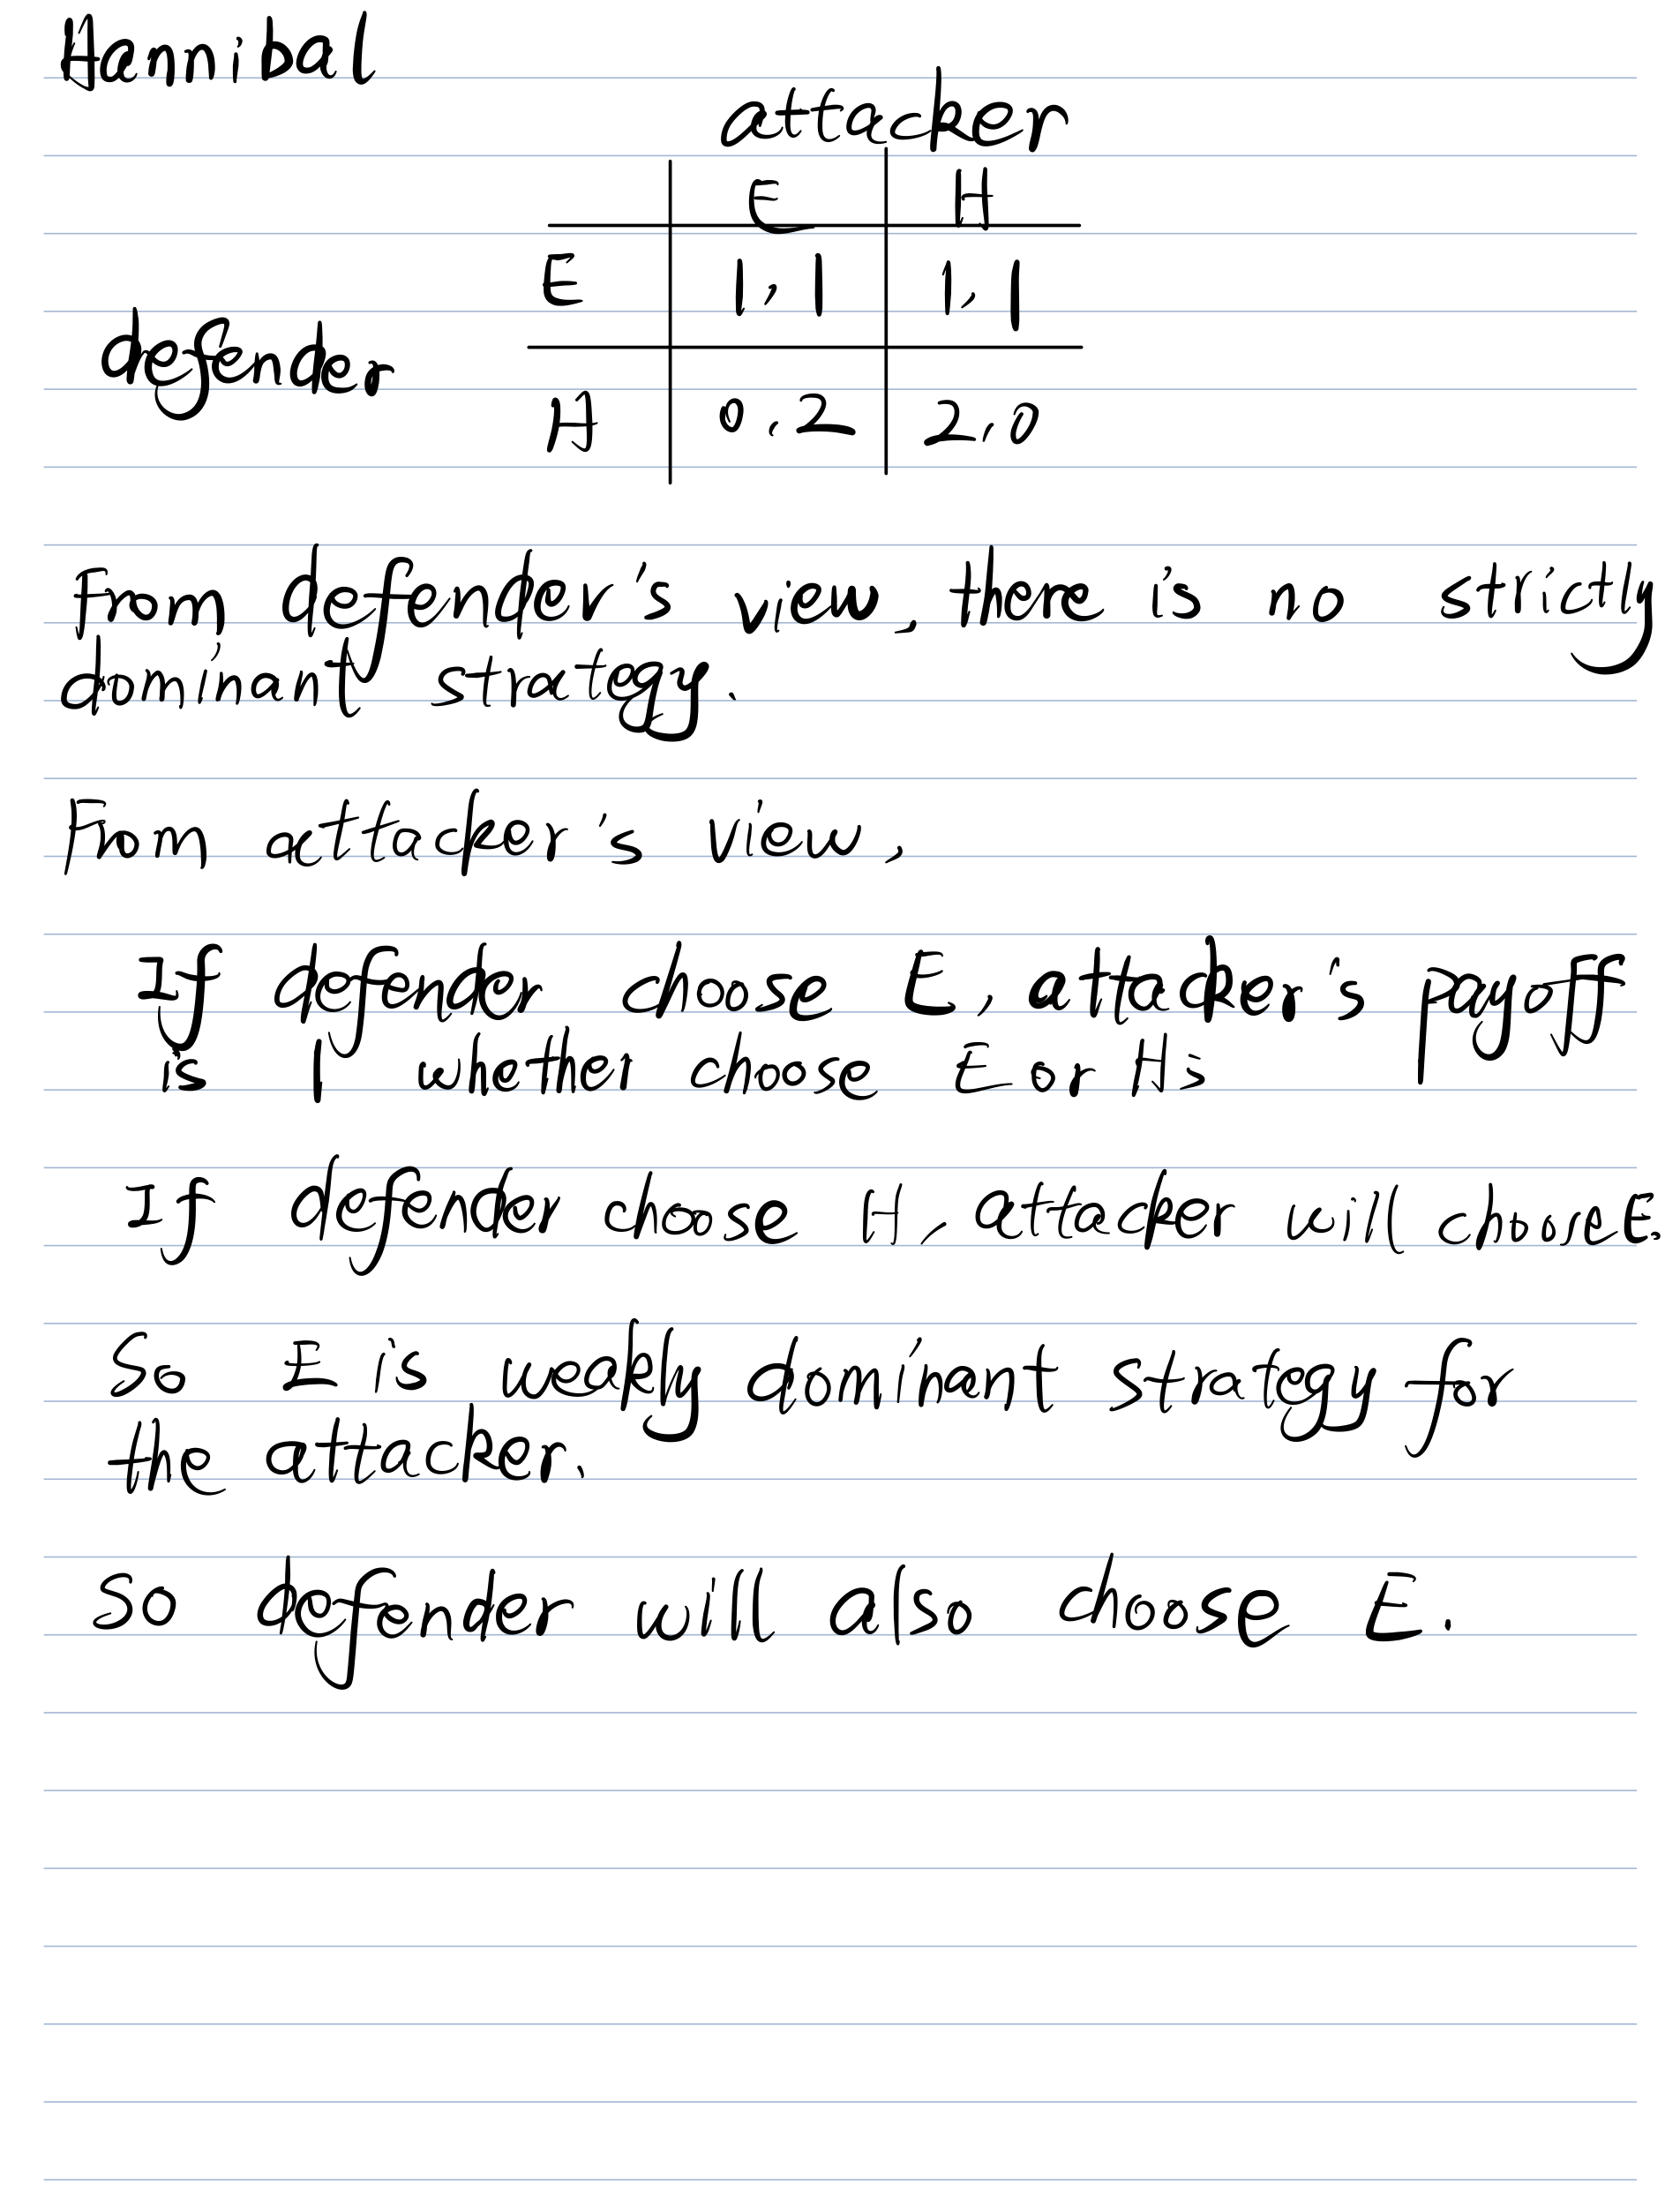 Hannibal
attacker
E H
E 1, 1 1, 1
defender
H 0, 2 2, 0
From defender's view, there is no strictly
dominant strategy.
From attacker's view,
If defender choose E, attacker's payoff
is 1 whether choose E or H;
If defender choose H, attacker will choose E.
So E is weakly dominant strategy for
the attacker.
So defender will also choose E.